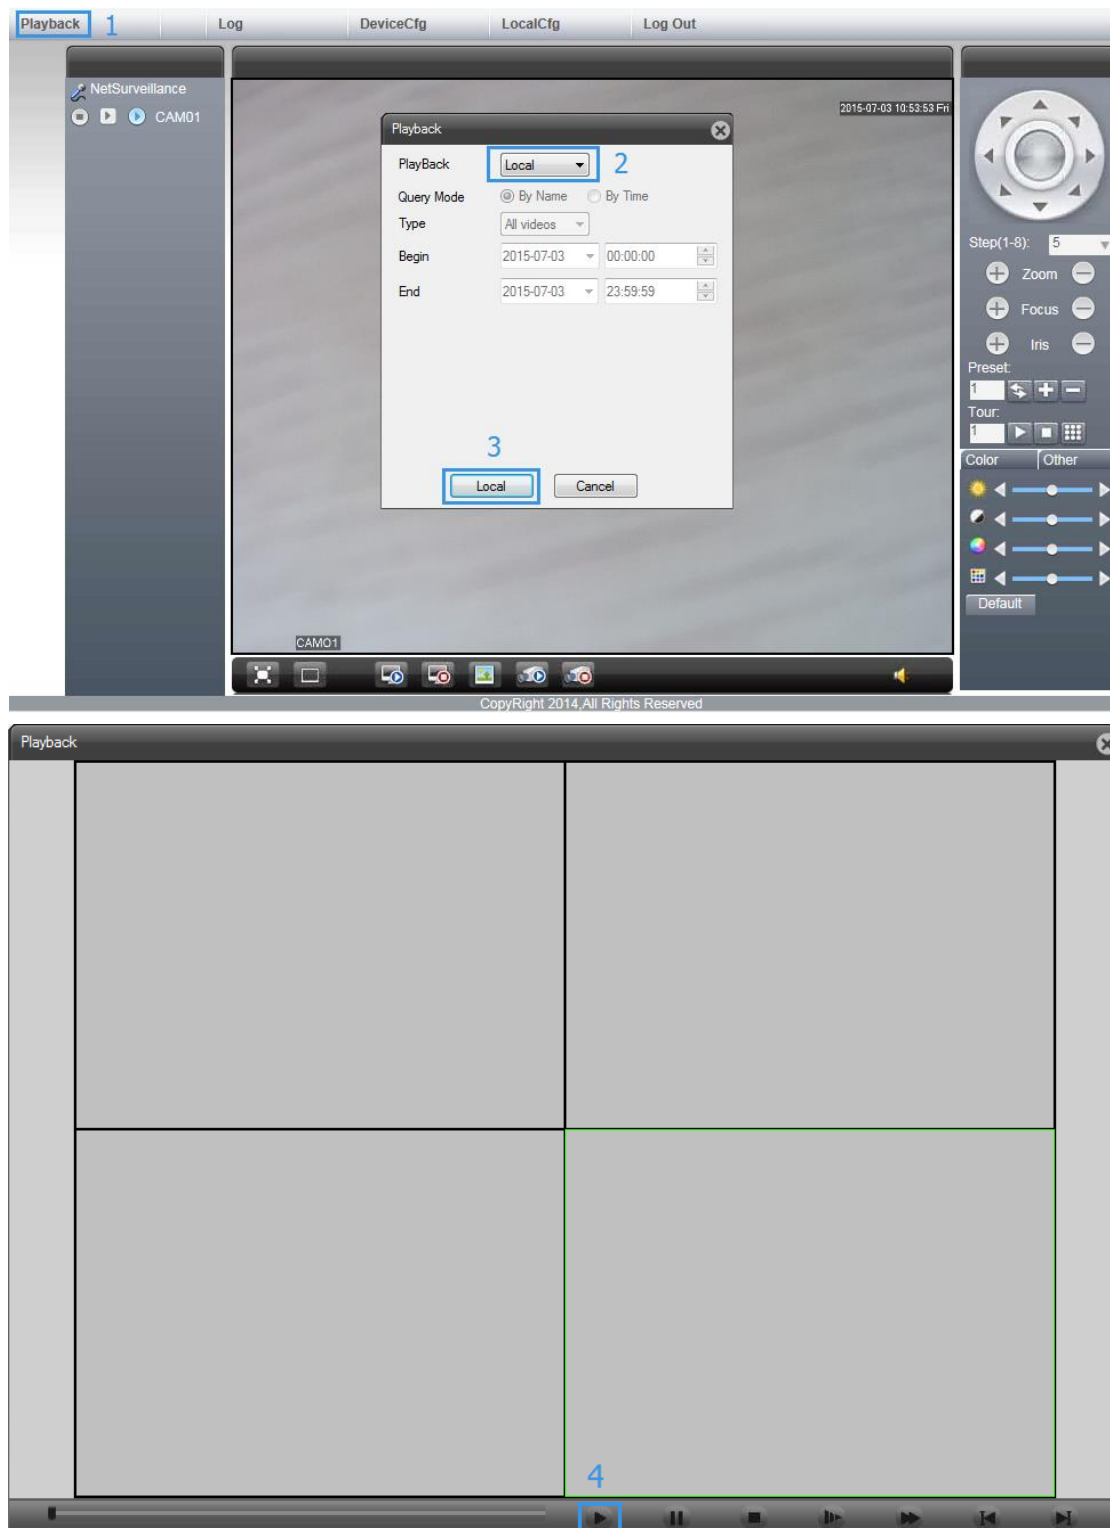 Playback 1 Log DeviceCfg LocalCfg Log Out
NetSurveillance
CAM01
2015-07-03 10:53:53 Fri
Playback
PlayBack Local 2
Query Mode By Name By Time
Type All videos
Begin 2015-07-03 00:00:00
End 2015-07-03 23:59:59
3
Local Cancel
CAM01
Step(1-8): 5
Zoom
Focus
Iris
Preset:
1
Tour:
1
Color Other
Default
CopyRight 2014,All Rights Reserved
Playback
4